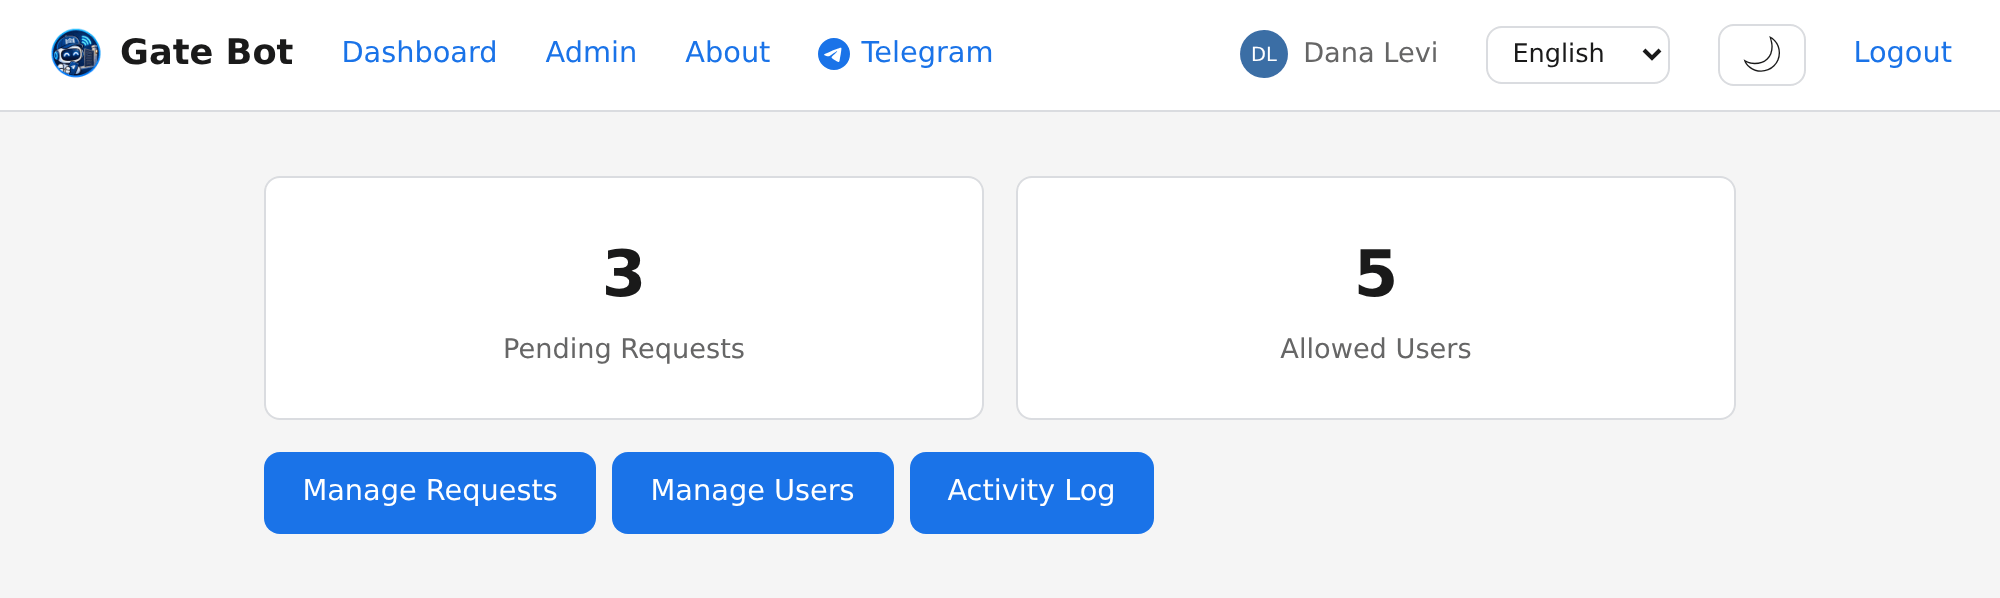 Gate Bot Dashboard Admin About Telegram DL Dana Levi English Logout
3
Pending Requests
5
Allowed Users
Manage Requests Manage Users Activity Log